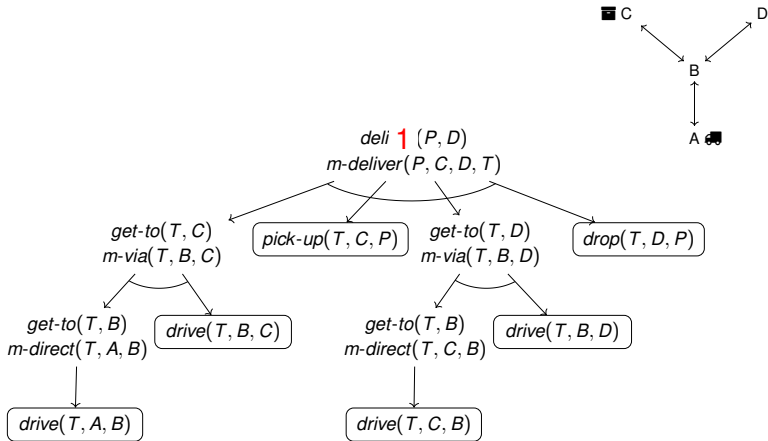 C
D
B
A
deli 1 (P, D)
m-deliver(P, C, D, T)
get-to(T, C)
m-via(T, B, C)
pick-up(T, C, P)
get-to(T, D)
m-via(T, B, D)
drop(T, D, P)
get-to(T, B)
m-direct(T, A, B)
drive(T, B, C)
get-to(T, B)
m-direct(T, C, B)
drive(T, B, D)
drive(T, A, B)
drive(T, C, B)